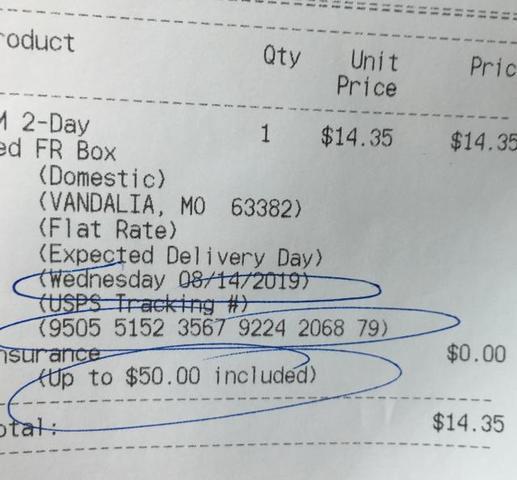 roduct Qty Unit Pric
Price
M 2-Day 1 $14.35 $14.35
ed FR Box
(Domestic)
(VANDALIA, MO 63382)
(Flat Rate)
(Expected Delivery Day)
(Wednesday 08/14/2019)
(USPS Tracking #)
(9505 5152 3567 9224 2068 79)
nsurance $0.00
(Up to $50.00 included)
otal: $14.35